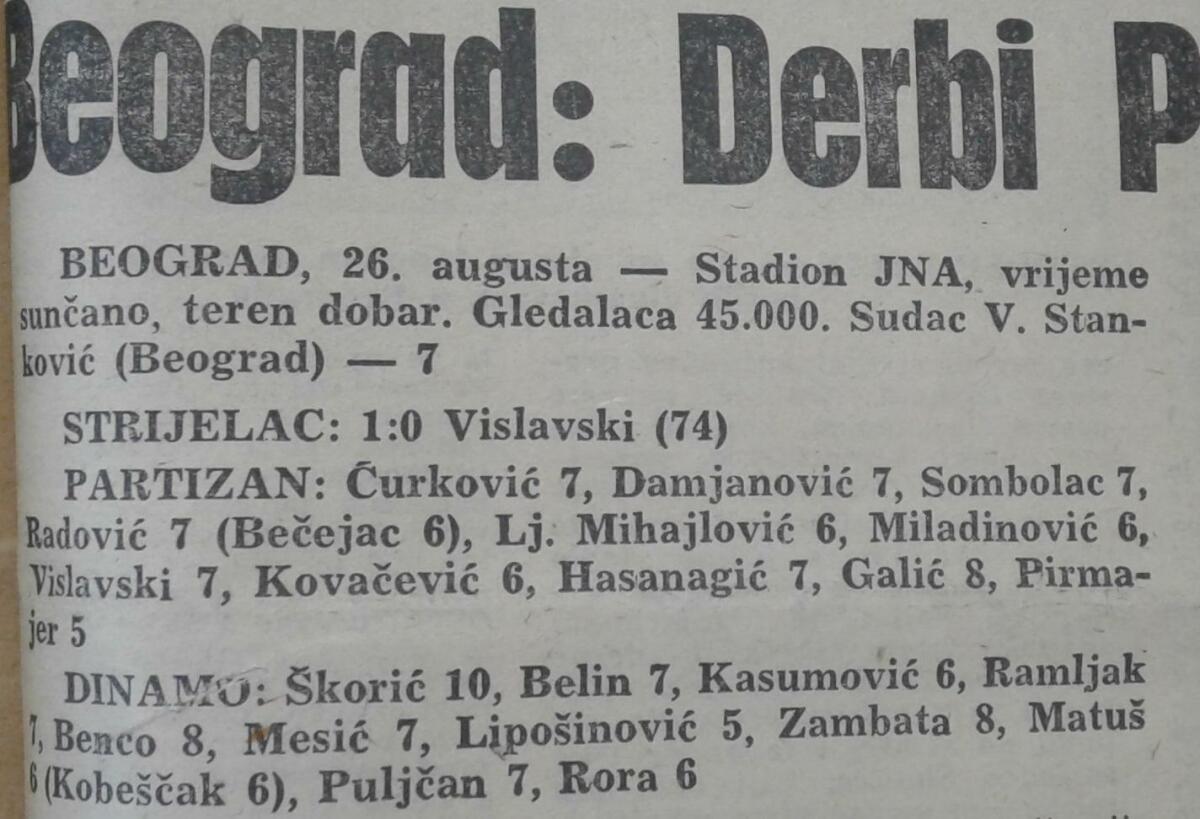 Beograd: Derbi P
BEOGRAD, 26. augusta — Stadion JNA, vrijeme
sunčano, teren dobar. Gledalaca 45.000. Sudac V. Stan-
ković (Beograd) — 7
STRIJELAC: 1:0 Vislavski (74)
PARTIZAN: Ćurković 7, Damjanović 7, Sombolac 7,
Radović 7 (Bečejac 6), Lj. Mihajlović 6, Miladinović 6,
Vislavski 7, Kovačević 6, Hasanagić 7, Galić 8, Pirma-
jer 5
DINAMO: Škorić 10, Belin 7, Kasumović 6, Ramljak
7, Benco 8, Mesić 7, Lipošinović 5, Zambata 8, Matuš
6 (Kobeščak 6), Puljčan 7, Rora 6